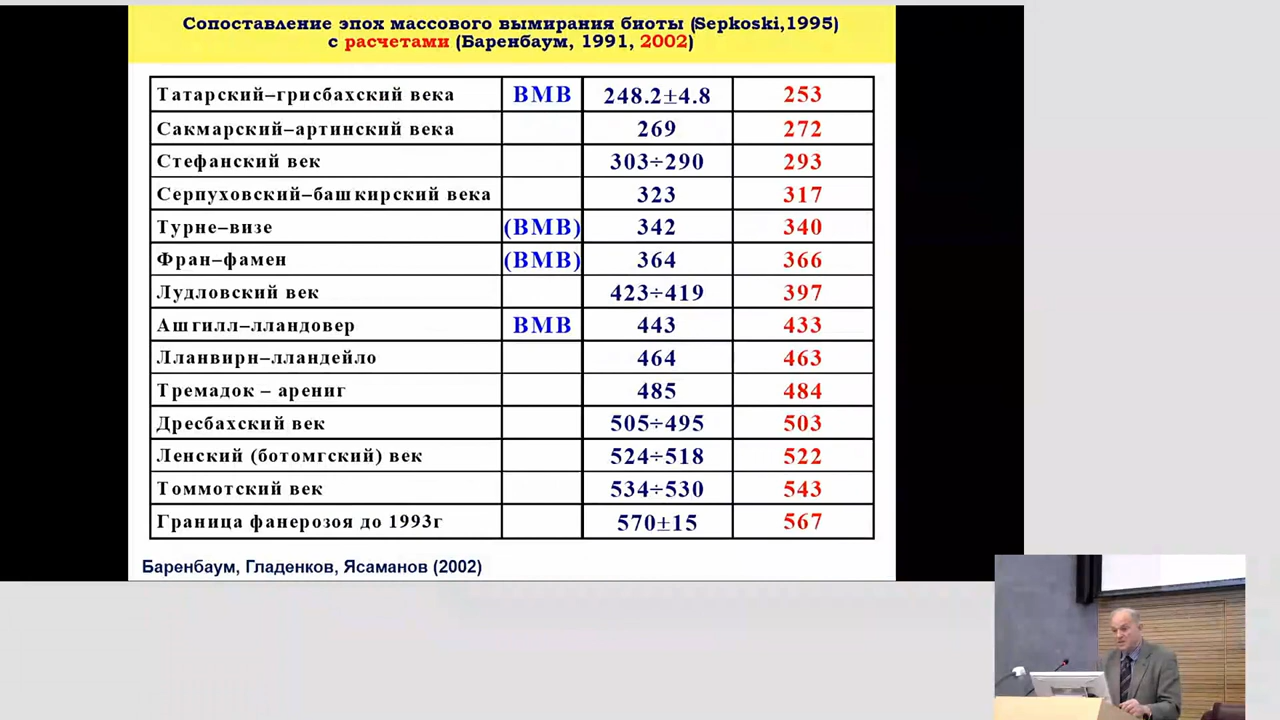 Сопоставление эпох массового вымирания биоты (Sepkoski,1995)
с расчетами (Баренбаум, 1991, 2002)
Татарский–грисбахский века ВМВ 248.2±4.8 253
Сакмарский–артинский века 269 272
Стефанский век 303÷290 293
Серпуховский–башкирский века 323 317
Турне–визе (ВМВ) 342 340
Фран–фамен (ВМВ) 364 366
Лудловский век 423÷419 397
Ашгилл–лландовер ВМВ 443 433
Лланвирн–лландейло 464 463
Тремадок – арениг 485 484
Дресбахский век 505÷495 503
Ленский (ботомгский) век 524÷518 522
Томмотский век 534÷530 543
Граница фанерозоя до 1993г 570±15 567
Баренбаум, Гладенков, Ясаманов (2002)